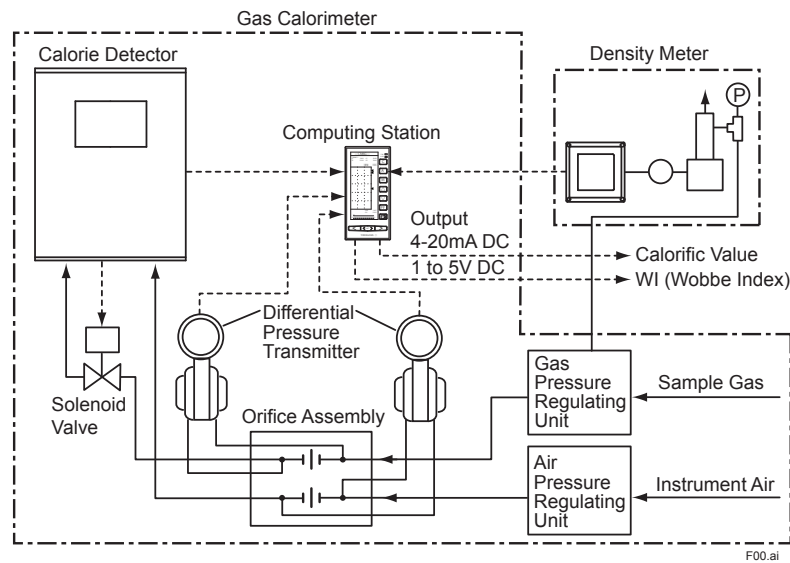 Gas Calorimeter
Calorie Detector
Density Meter
P
Computing Station
Output
4-20mA DC
1 to 5V DC
Calorific Value
WI (Wobbe Index)
Differential
Pressure
Transmitter
Solenoid
Valve
Orifice Assembly
Gas
Pressure
Regulating
Unit
Sample Gas
Air
Pressure
Regulating
Unit
Instrument Air
F00.ai